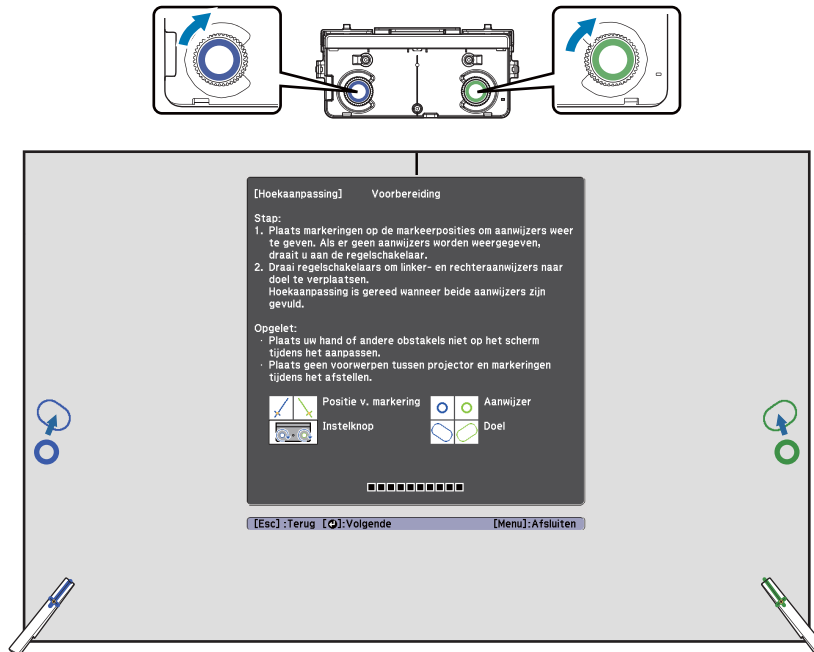 [Hoekaanpassing] Voorbereiding
Stap:
1. Plaats markeringen op de markeerposities om aanwijzers weer
te geven. Als er geen aanwijzers worden weergegeven,
draait u aan de regelschakelaar.
2. Draai regelschakelaars om linker- en rechteraanwijzers naar
doel te verplaatsen.
Hoekaanpassing is gereed wanneer beide aanwijzers zijn
gevuld.
Opgelet:
· Plaats uw hand of andere obstakels niet op het scherm
tijdens het aanpassen.
· Plaats geen voorwerpen tussen projector en markeringen
tijdens het afstellen.
Positie v. markering Aanwijzer
Instelknop Doel
[Esc] :Terug [⏎]:Volgende [Menu]:Afsluiten